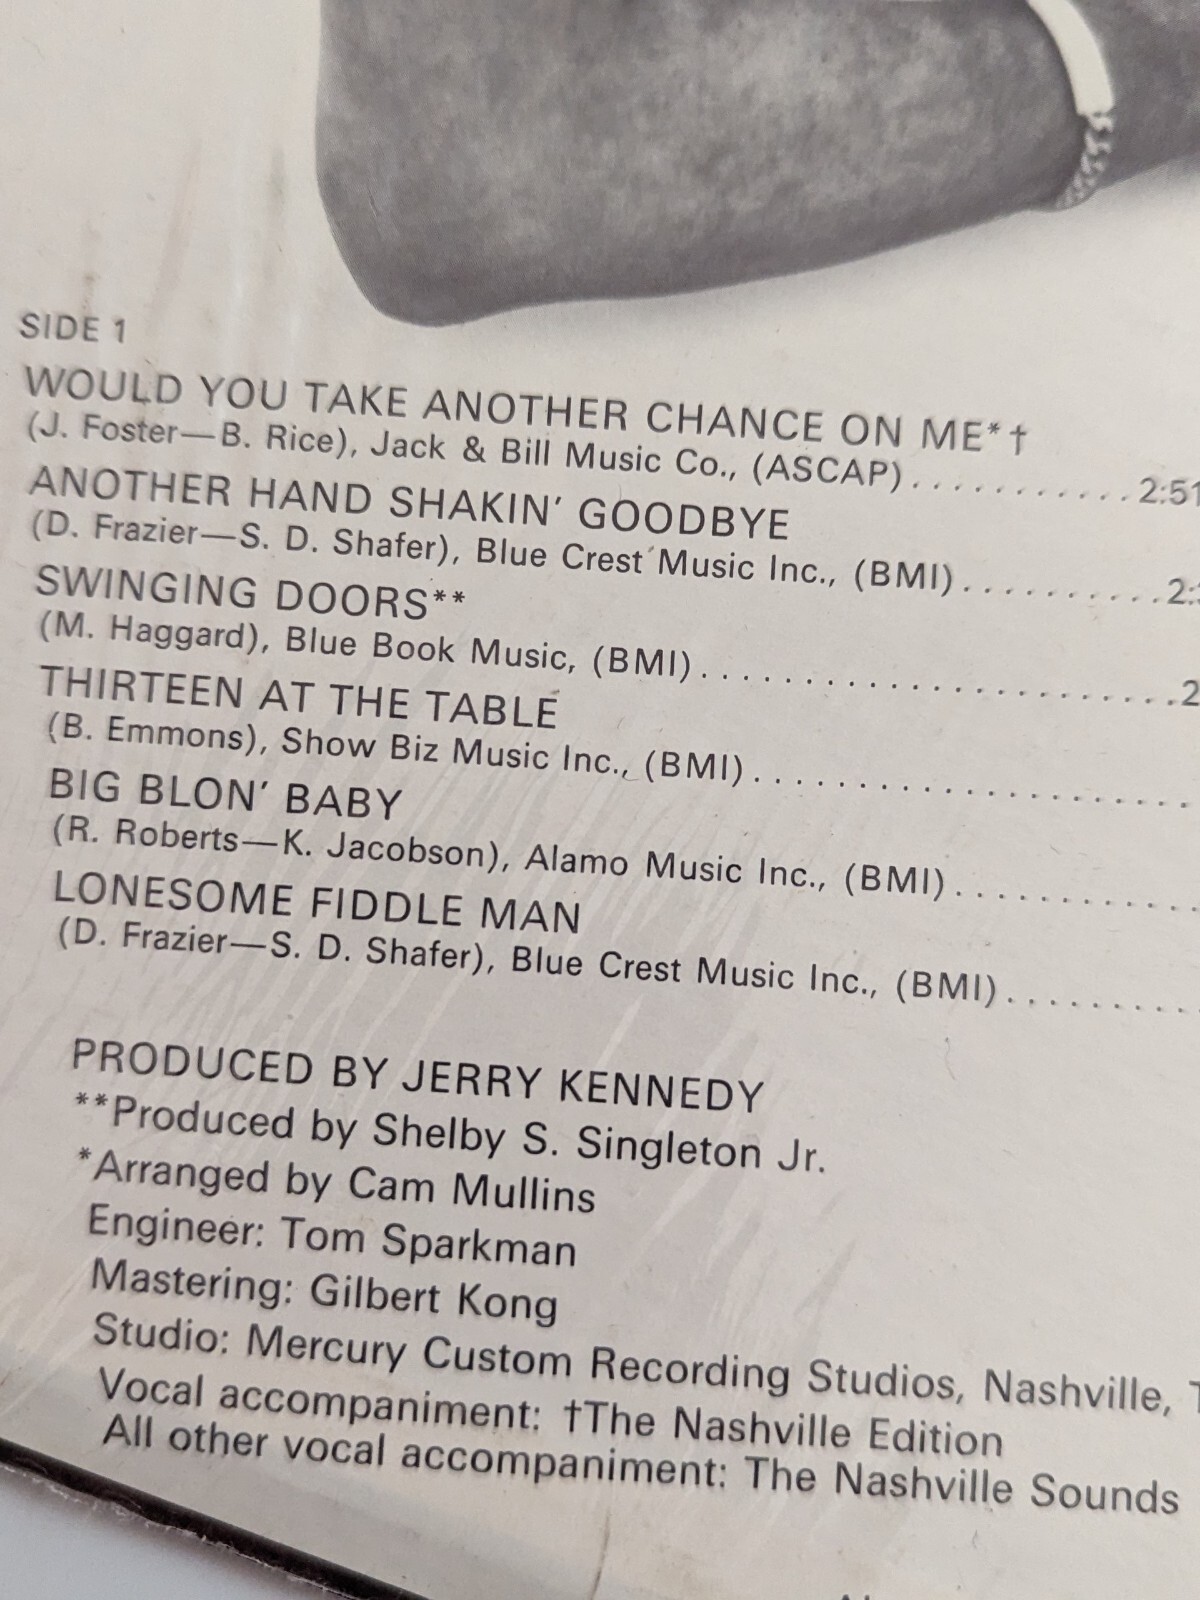 SIDE 1
WOULD YOU TAKE ANOTHER CHANCE ON ME*†
(J. Foster—B. Rice), Jack & Bill Music Co., (ASCAP)...........2:51
ANOTHER HAND SHAKIN' GOODBYE
(D. Frazier—S. D. Shafer), Blue Crest Music Inc., (BMI)..........2:
SWINGING DOORS**
(M. Haggard), Blue Book Music, (BMI).......................2
THIRTEEN AT THE TABLE
(B. Emmons), Show Biz Music Inc., (BMI).....................
BIG BLON' BABY
(R. Roberts—K. Jacobson), Alamo Music Inc., (BMI)............
LONESOME FIDDLE MAN
(D. Frazier—S. D. Shafer), Blue Crest Music Inc., (BMI).........
PRODUCED BY JERRY KENNEDY
**Produced by Shelby S. Singleton Jr.
*Arranged by Cam Mullins
Engineer: Tom Sparkman
Mastering: Gilbert Kong
Studio: Mercury Custom Recording Studios, Nashville,
Vocal accompaniment: †The Nashville Edition
All other vocal accompaniment: The Nashville Sounds